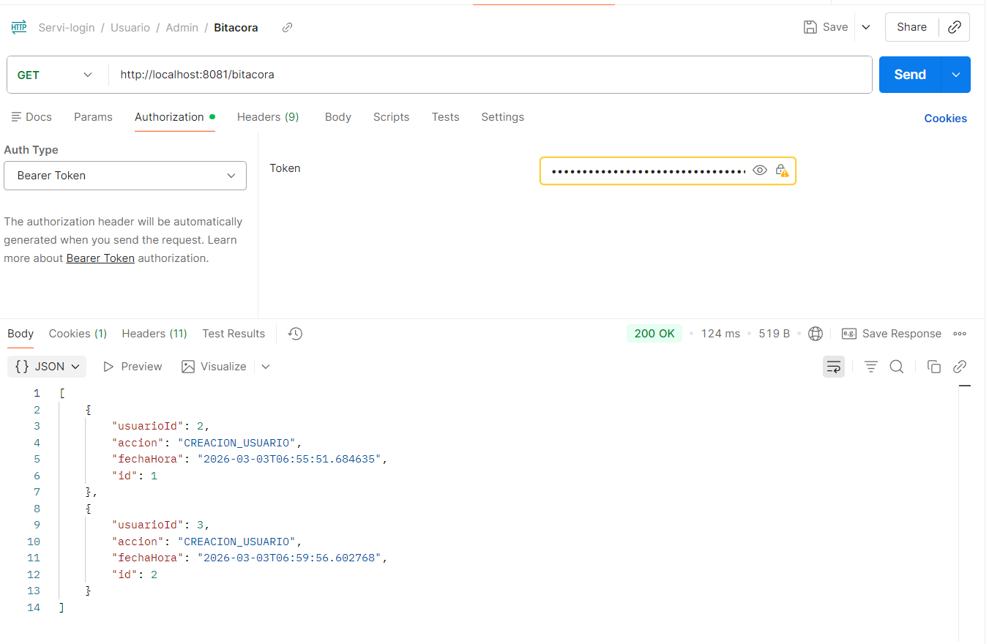 HTTP Servi-login / Usuario / Admin / Bitacora Save Share
GET http://localhost:8081/bitacora Send
Docs Params Authorization Headers (9) Body Scripts Tests Settings Cookies
Auth Type
Bearer Token
Token ••••••••••••••••••••••••••••••••
The authorization header will be automatically
generated when you send the request. Learn
more about Bearer Token authorization.
Body Cookies (1) Headers (11) Test Results 200 OK • 124 ms • 519 B • e.g. Save Response
{} JSON Preview Visualize
1 [
2 {
3 "usuarioId": 2,
4 "accion": "CREACION_USUARIO",
5 "fechaHora": "2026-03-03T06:55:51.684635",
6 "id": 1
7 },
8 {
9 "usuarioId": 3,
10 "accion": "CREACION_USUARIO",
11 "fechaHora": "2026-03-03T06:59:56.602768",
12 "id": 2
13 }
14 ]